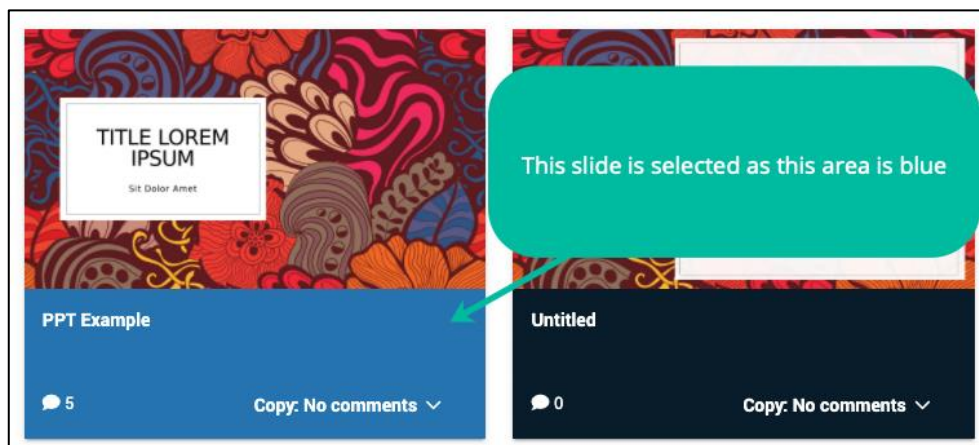 TITLE LOREM
IPSUM
Sit Dolor Amet
This slide is selected as this area is blue
PPT Example
5
Copy: No comments
Untitled
0
Copy: No comments